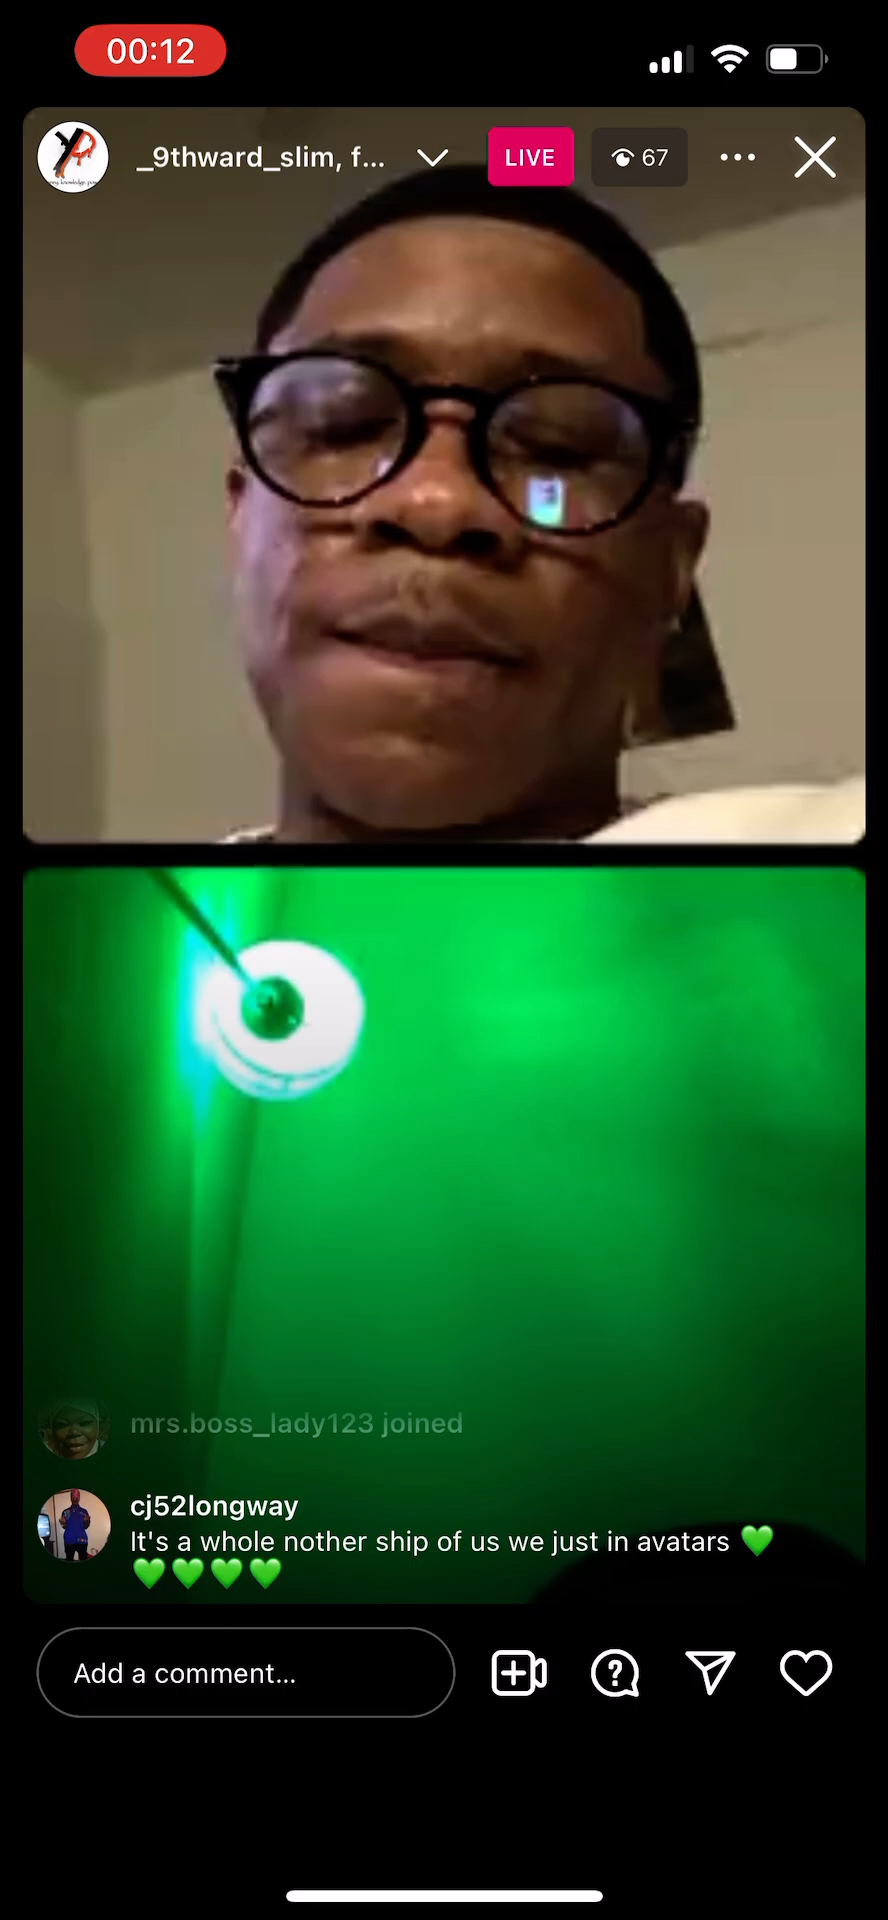 00:12
_9thward_slim, f...
LIVE
67
mrs.boss_lady123 joined
cj52longway
It's a whole nother ship of us we just in avatars 💚
💚💚💚💚
Add a comment...